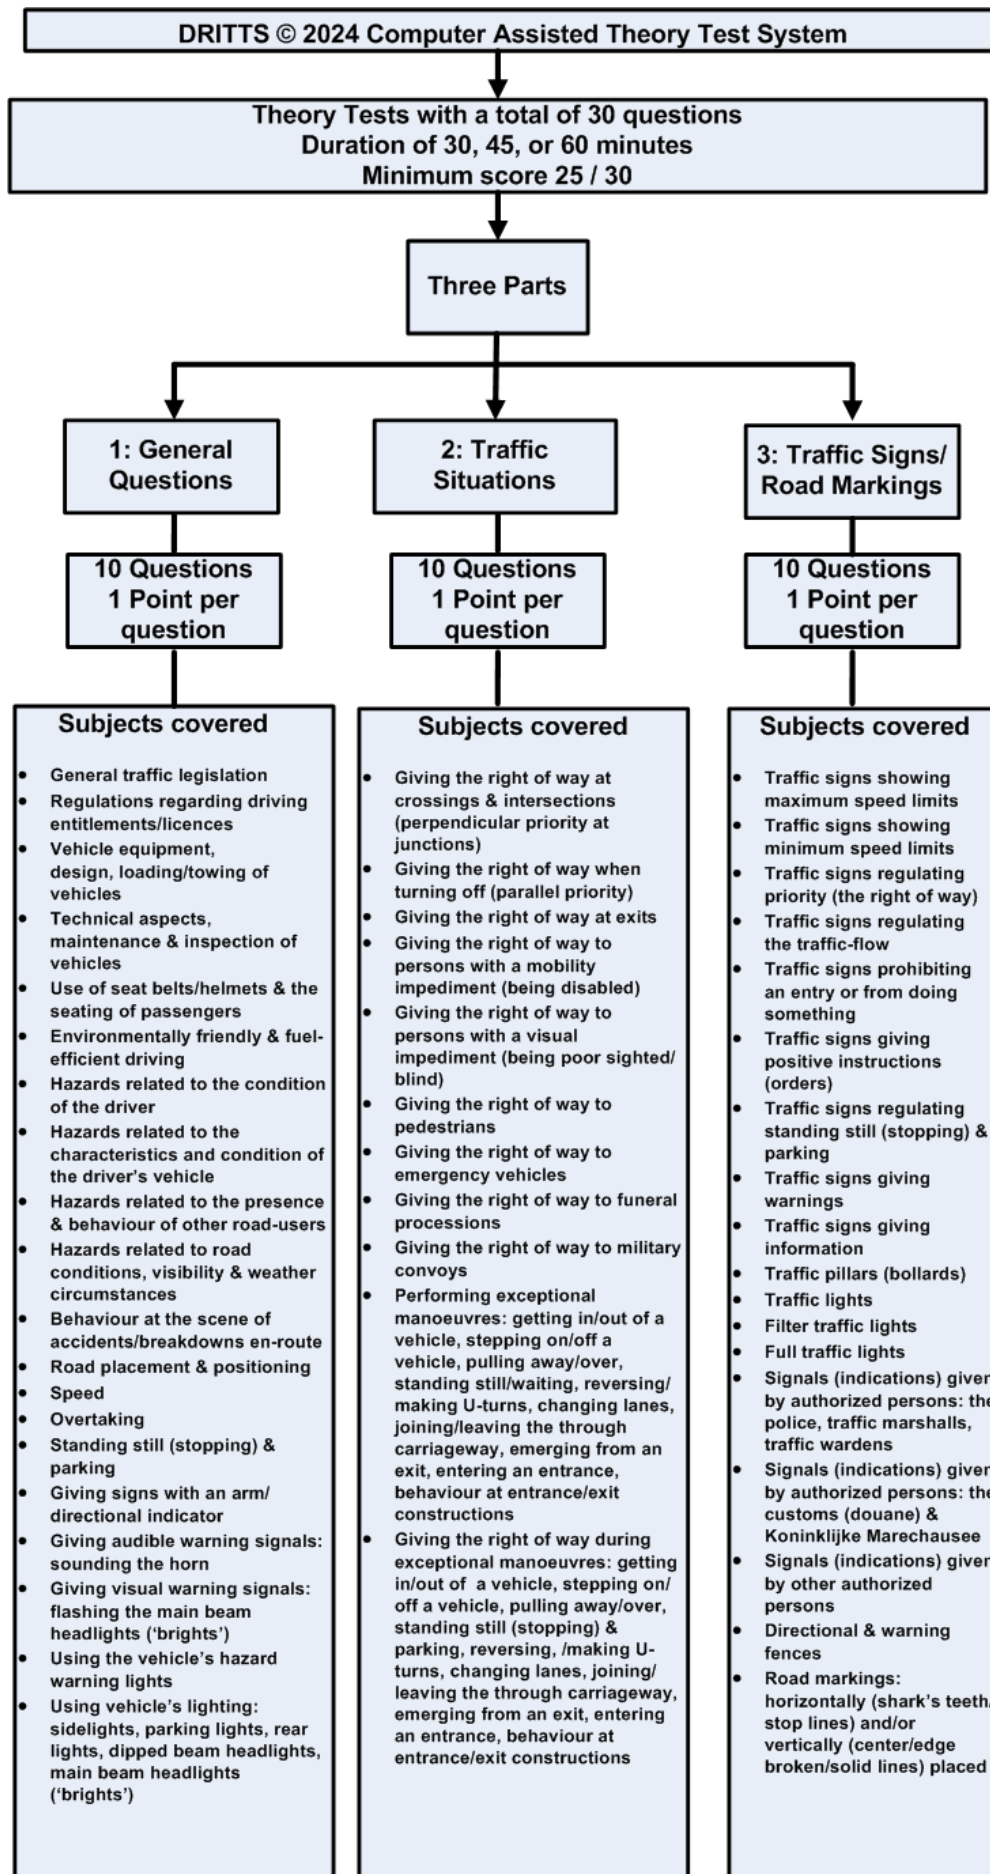 DRITTS © 2024 Computer Assisted Theory Test System
Theory Tests with a total of 30 questions
Duration of 30, 45, or 60 minutes
Minimum score 25 / 30
Three Parts
1: General
Questions
10 Questions
1 Point per
question
Subjects covered
• General traffic legislation
• Regulations regarding driving
entitlements/licences
• Vehicle equipment,
design, loading/towing of
vehicles
• Technical aspects,
maintenance & inspection of
vehicles
• Use of seat belts/helmets & the
seating of passengers
• Environmentally friendly & fuel-
efficient driving
• Hazards related to the condition
of the driver
• Hazards related to the
characteristics and condition of
the driver's vehicle
• Hazards related to the presence
& behaviour of other road-users
• Hazards related to road
conditions, visibility & weather
circumstances
• Behaviour at the scene of
accidents/breakdowns en-route
• Road placement & positioning
• Speed
• Overtaking
• Standing still (stopping) &
parking
• Giving signs with an arm/
directional indicator
• Giving audible warning signals:
sounding the horn
• Giving visual warning signals:
flashing the main beam
headlights (‘brights’)
• Using the vehicle's hazard
warning lights
• Using vehicle's lighting:
sidelights, parking lights, rear
lights, dipped beam headlights,
main beam headlights
(‘brights’)
2: Traffic
Situations
10 Questions
1 Point per
question
Subjects covered
• Giving the right of way at
crossings & intersections
(perpendicular priority at
junctions)
• Giving the right of way when
turning off (parallel priority)
• Giving the right of way at exits
• Giving the right of way to
persons with a mobility
impediment (being disabled)
• Giving the right of way to
persons with a visual
impediment (being poor sighted/
blind)
• Giving the right of way to
pedestrians
• Giving the right of way to
emergency vehicles
• Giving the right of way to funeral
processions
• Giving the right of way to military
convoys
• Performing exceptional
manoeuvres: getting in/out of a
vehicle, stepping on/off a
vehicle, pulling away/over,
standing still/waiting, reversing/
making U-turns, changing lanes,
joining/leaving the through
carriageway, emerging from an
exit, entering an entrance,
behaviour at entrance/exit
constructions
• Giving the right of way during
exceptional manoeuvres: getting
in/out of a vehicle, stepping on/
off a vehicle, pulling away/over,
standing still (stopping) &
parking, reversing, /making U-
turns, changing lanes, joining/
leaving the through carriageway,
emerging from an exit, entering
an entrance, behaviour at
entrance/exit constructions
3: Traffic Signs/
Road Markings
10 Questions
1 Point per
question
Subjects covered
• Traffic signs showing
maximum speed limits
• Traffic signs showing
minimum speed limits
• Traffic signs regulating
priority (the right of way)
• Traffic signs regulating
the traffic-flow
• Traffic signs prohibiting
an entry or from doing
something
• Traffic signs giving
positive instructions
(orders)
• Traffic signs regulating
standing still (stopping) &
parking
• Traffic signs giving
warnings
• Traffic signs giving
information
• Traffic pillars (bollards)
• Traffic lights
• Filter traffic lights
• Full traffic lights
• Signals (indications) given
by authorized persons: the
police, traffic marshalls,
traffic wardens
• Signals (indications) given
by authorized persons: the
customs (douane) &
Koninklijke Marechausee
• Signals (indications) given
by other authorized
persons
• Directional & warning
fences
• Road markings:
horizontally (shark's teeth/
stop lines) and/or
vertically (center/edge
broken/solid lines) placed